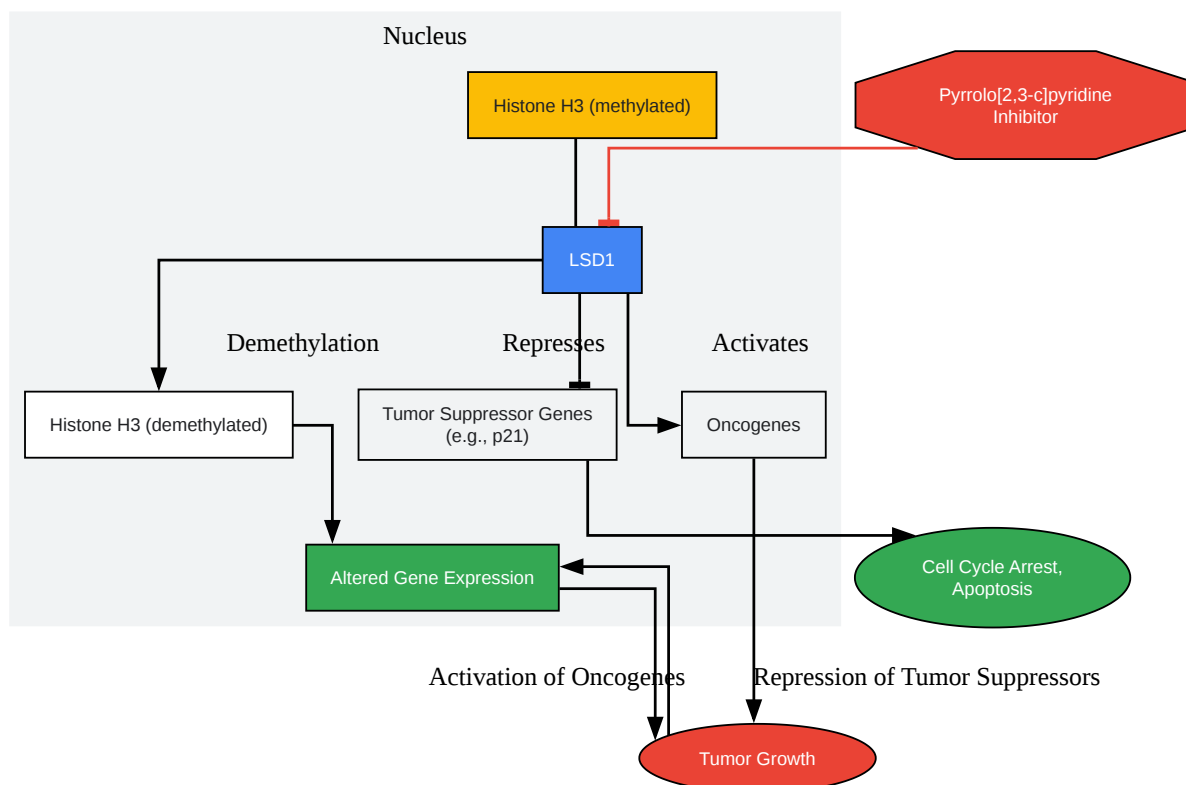 Nucleus
Histone H3 (methylated)
Pyrrolo[2,3-c]pyridine
Inhibitor
LSD1
Demethylation
Represses
Activates
Histone H3 (demethylated)
Tumor Suppressor Genes
(e.g., p21)
Oncogenes
Altered Gene Expression
Cell Cycle Arrest,
Apoptosis
Activation of Oncogenes
Repression of Tumor Suppressors
Tumor Growth